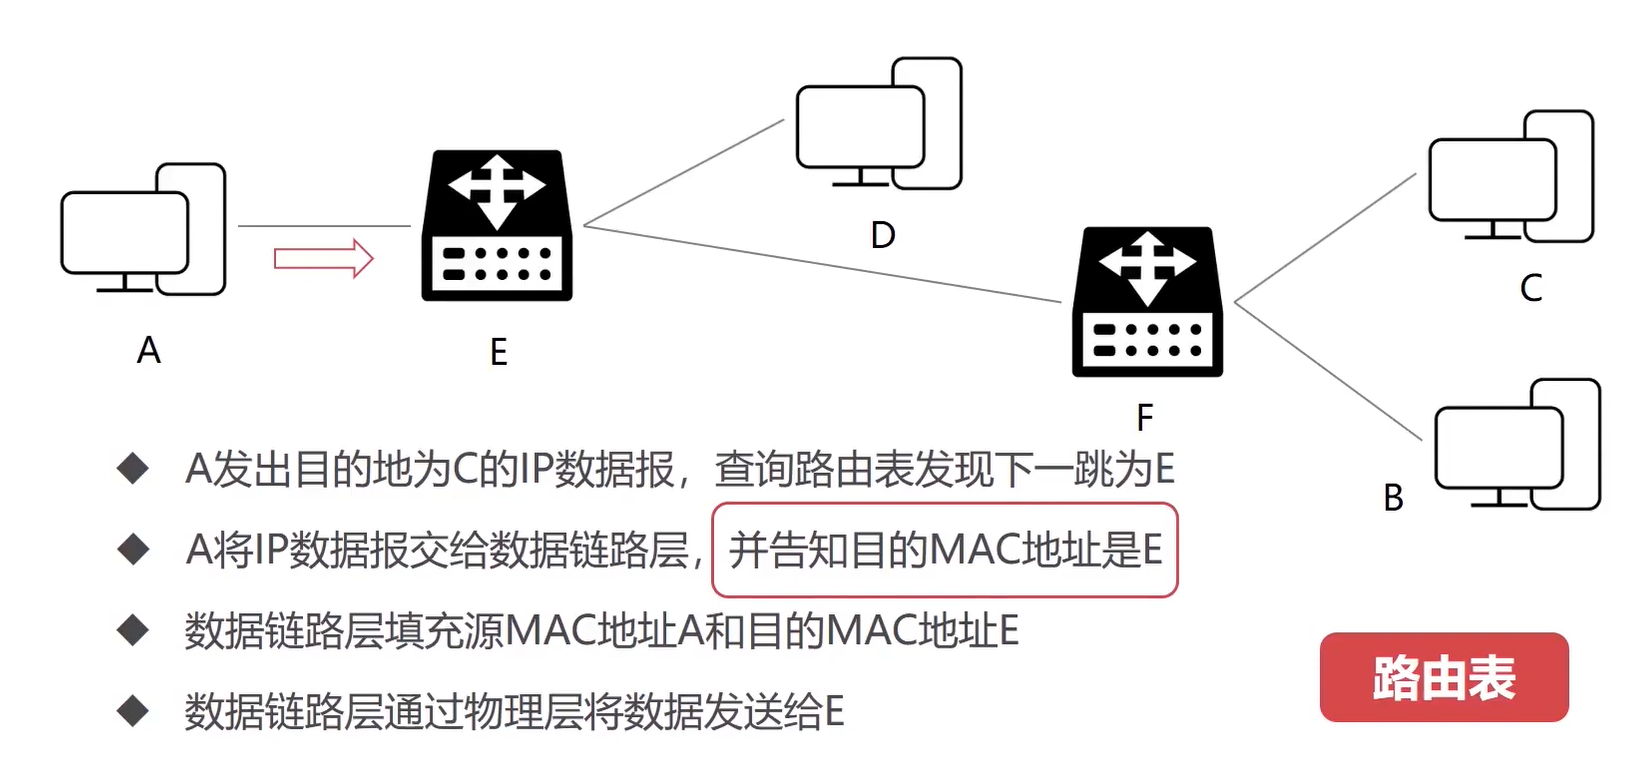 D
C
A
E
F
B
A发出目的地为C的IP数据报，查询路由表发现下一跳为E
A将IP数据报交给数据链路层，并告知目的MAC地址是E
数据链路层填充源MAC地址A和目的MAC地址E
数据链路层通过物理层将数据发送给E
路由表